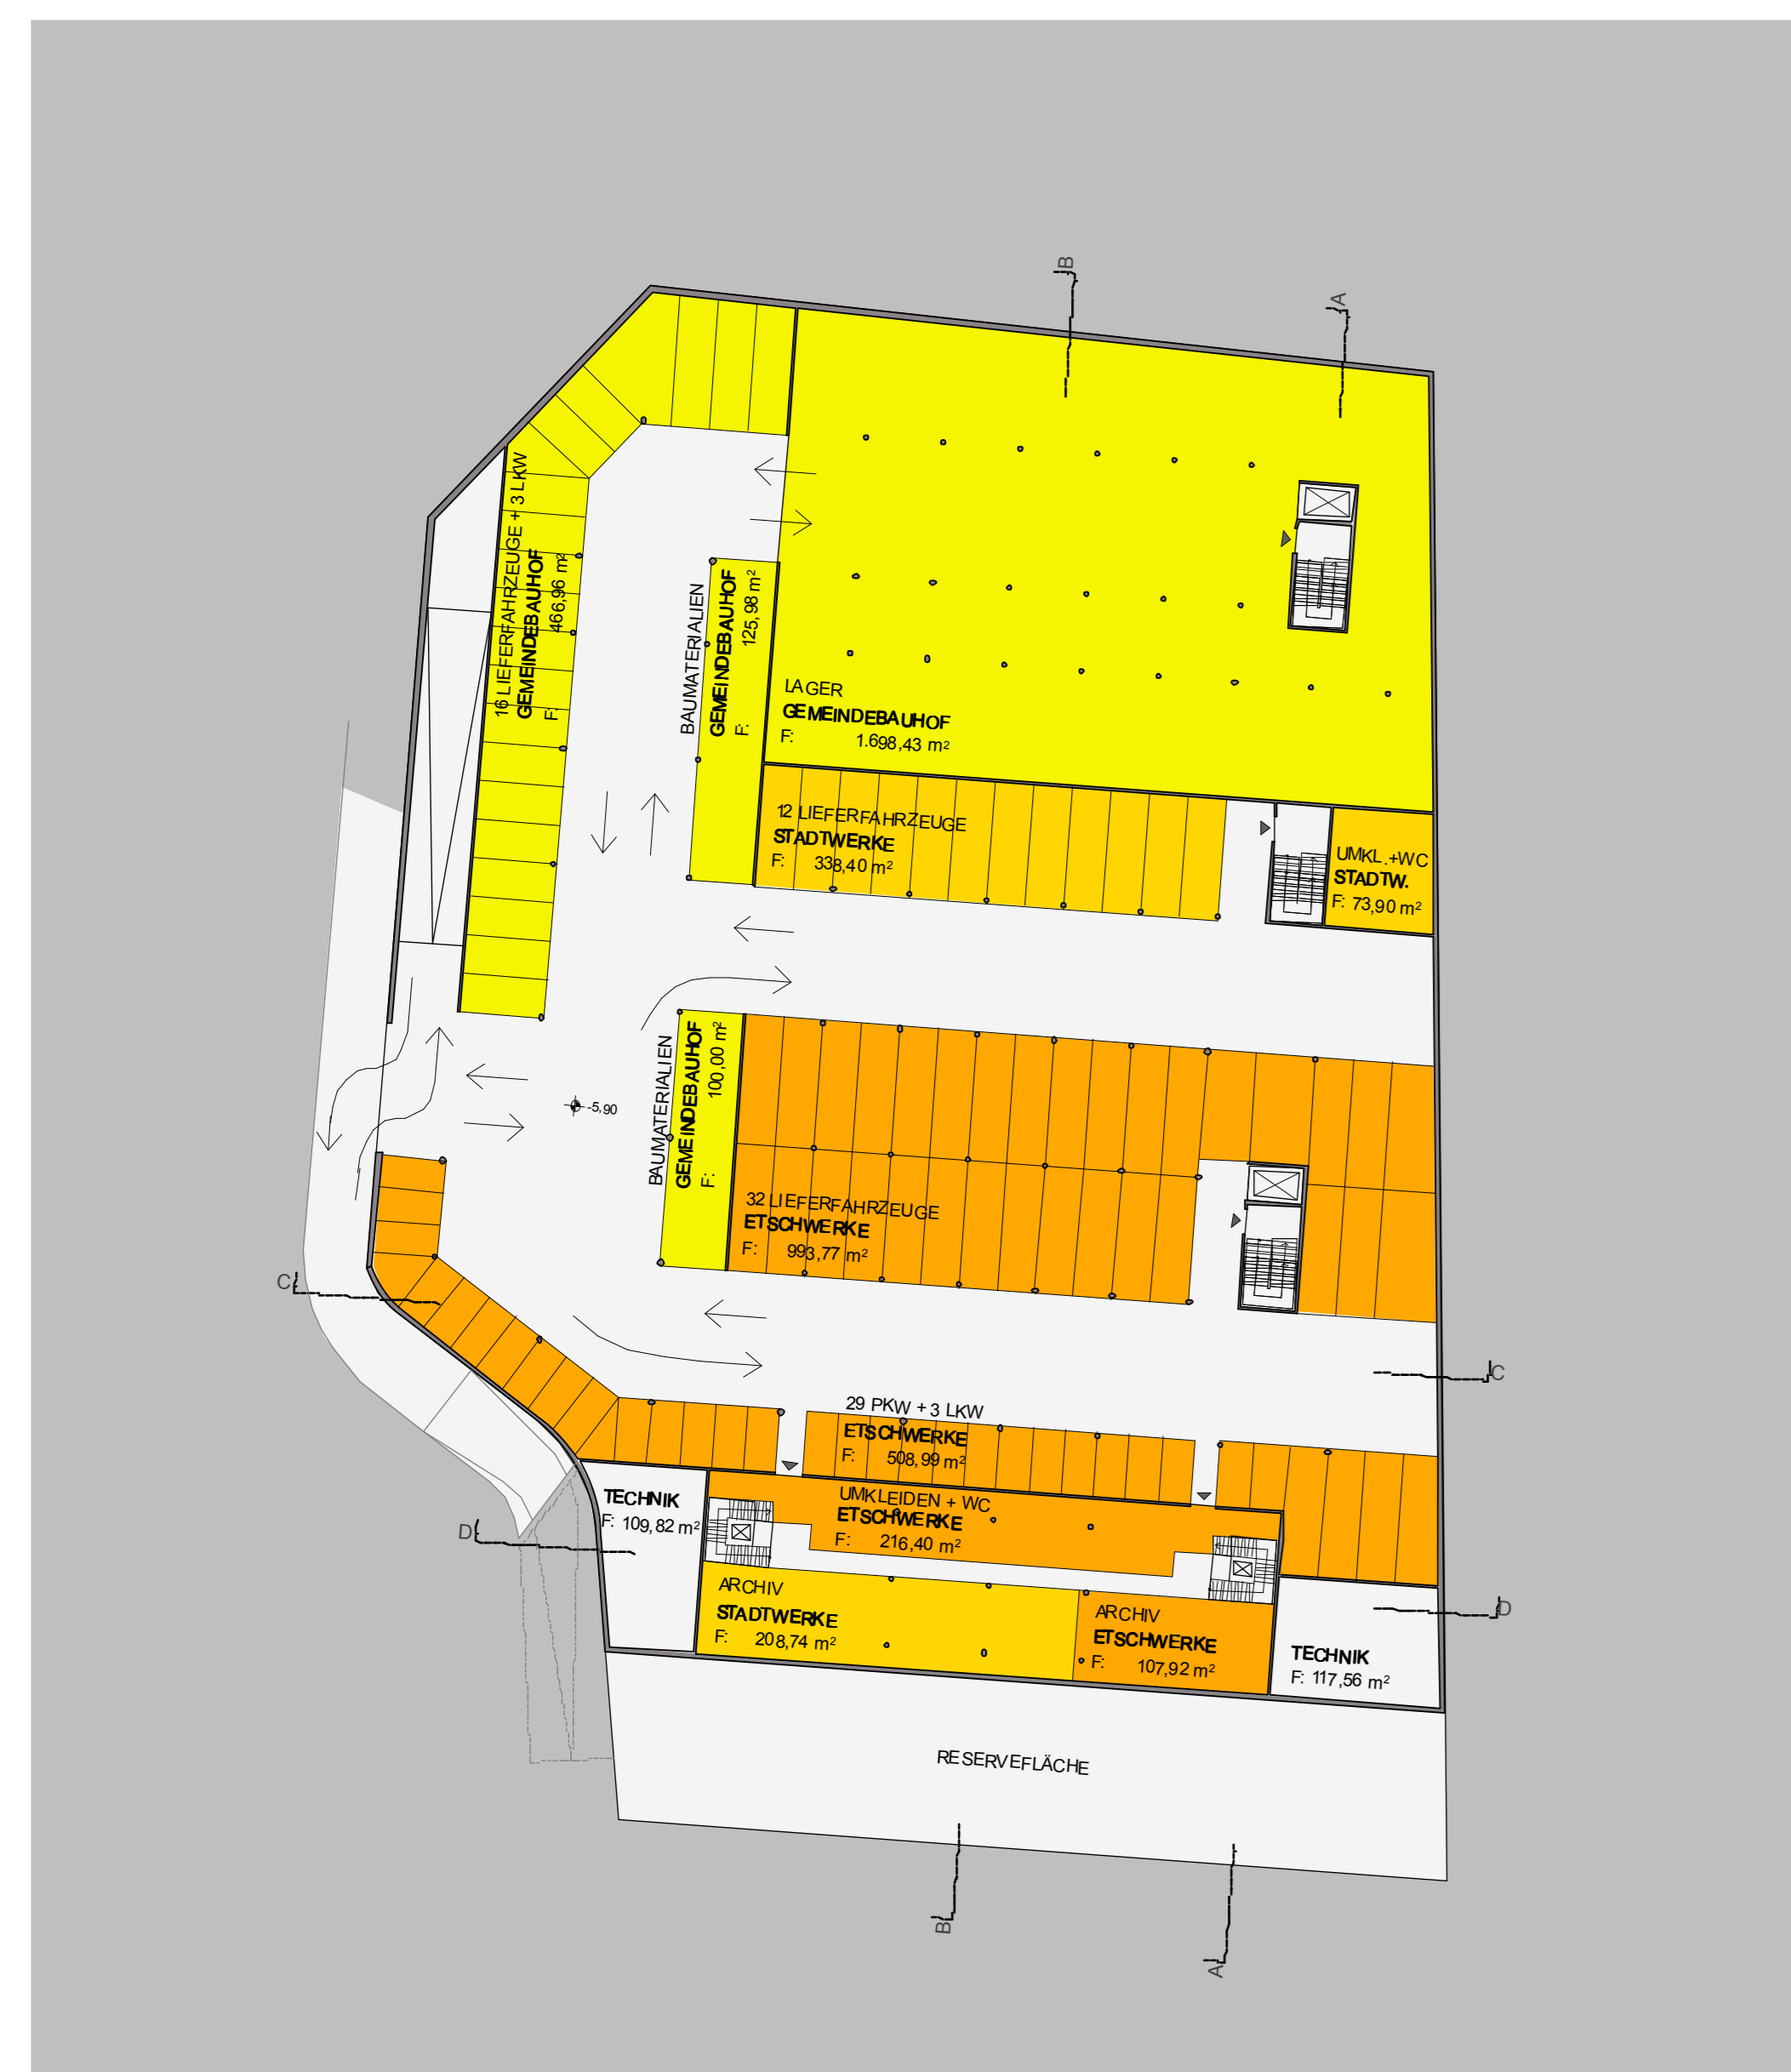 B
A
16 LIEFERFAHRZEUGE + 3 LKW
GEMEINDEBAUHOF
F: 466,96 m²
BAUMATERIALIEN
GEMEINDEBAUHOF
F: 125,98 m²
LAGER
GEMEINDEBAUHOF
F: 1.698,43 m²
12 LIEFERFAHRZEUGE
STADTWERKE
F: 338,40 m²
UMKL.+WC
STADTW.
F: 73,90 m²
BAUMATERIALIEN
GEMEINDEBAUHOF
F: 100,00 m²
-5,90
32 LIEFERFAHRZEUGE
ETSCHWERKE
F: 993,77 m²
C
C
29 PKW + 3 LKW
ETSCHWERKE
F: 508,99 m²
TECHNIK
F: 109,82 m²
UMKLEIDEN + WC
ETSCHWERKE
F: 216,40 m²
D
D
ARCHIV
STADTWERKE
F: 208,74 m²
ARCHIV
ETSCHWERKE
F: 107,92 m²
TECHNIK
F: 117,56 m²
RESERVEFLÄCHE
B
A